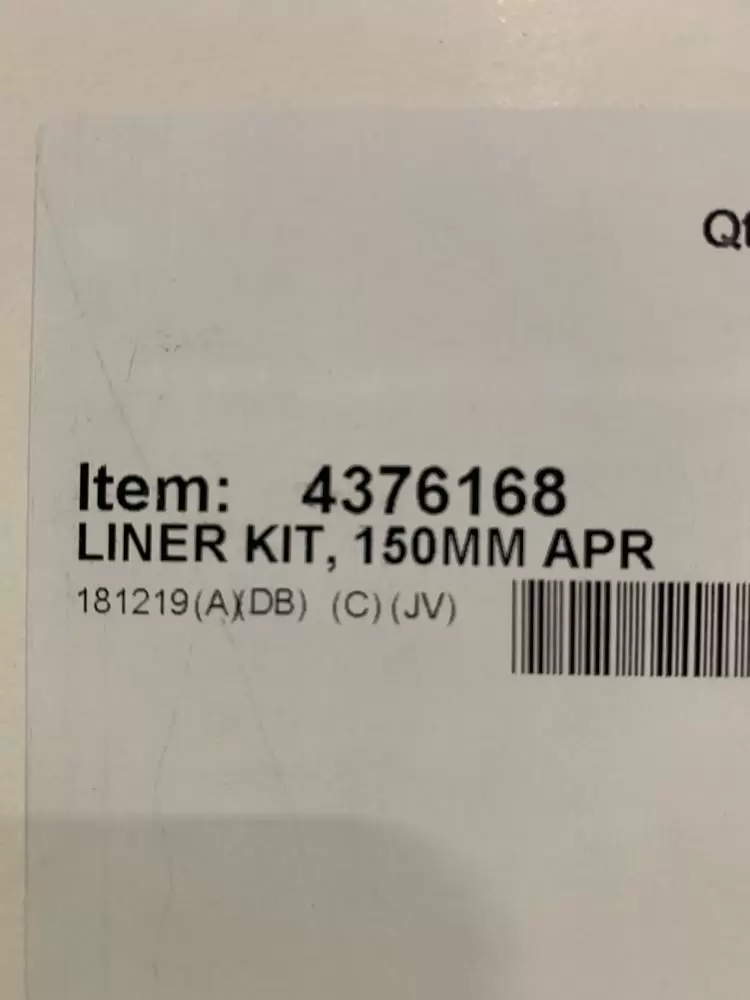 Item: 4376168
LINER KIT, 150MM APR
181219(A)(DB) (C)(JV)